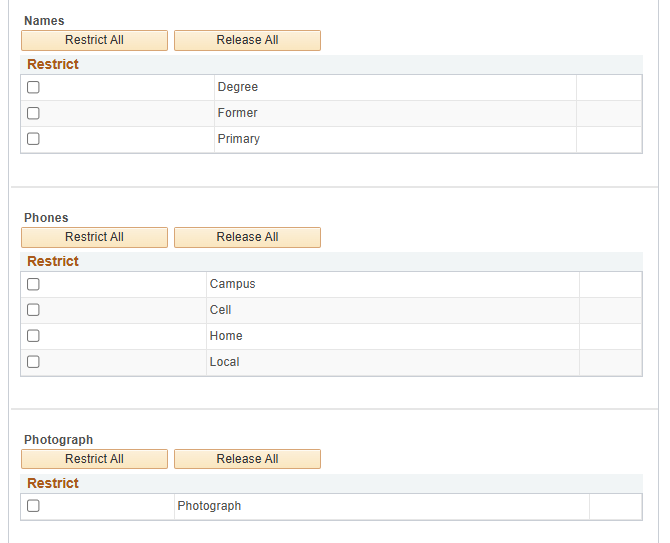 Names
Restrict All Release All
Restrict
Degree
Former
Primary
Phones
Restrict All Release All
Restrict
Campus
Cell
Home
Local
Photograph
Restrict All Release All
Restrict
Photograph